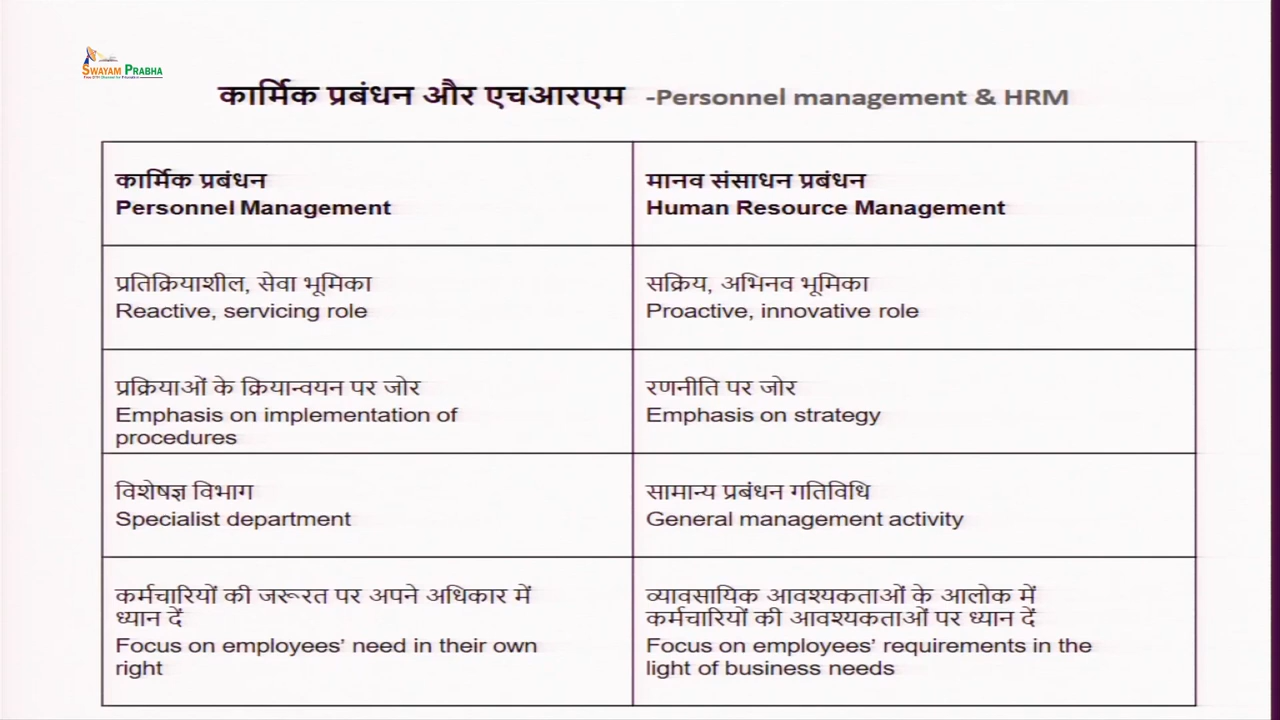 SWAYAM PRABHA
कार्मिक प्रबंधन और एचआरएम -Personnel management & HRM
कार्मिक प्रबंधन
Personnel Management
मानव संसाधन प्रबंधन
Human Resource Management
प्रतिक्रियाशील, सेवा भूमिका
Reactive, servicing role
सक्रिय, अभिनव भूमिका
Proactive, innovative role
प्रक्रियाओं के क्रियान्वयन पर जोर
Emphasis on implementation of
procedures
रणनीति पर जोर
Emphasis on strategy
विशेषज्ञ विभाग
Specialist department
सामान्य प्रबंधन गतिविधि
General management activity
कर्मचारियों की जरूरत पर अपने अधिकार में
ध्यान दें
Focus on employees’ need in their own
right
व्यावसायिक आवश्यकताओं के आलोक में
कर्मचारियों की आवश्यकताओं पर ध्यान दें
Focus on employees’ requirements in the
light of business needs